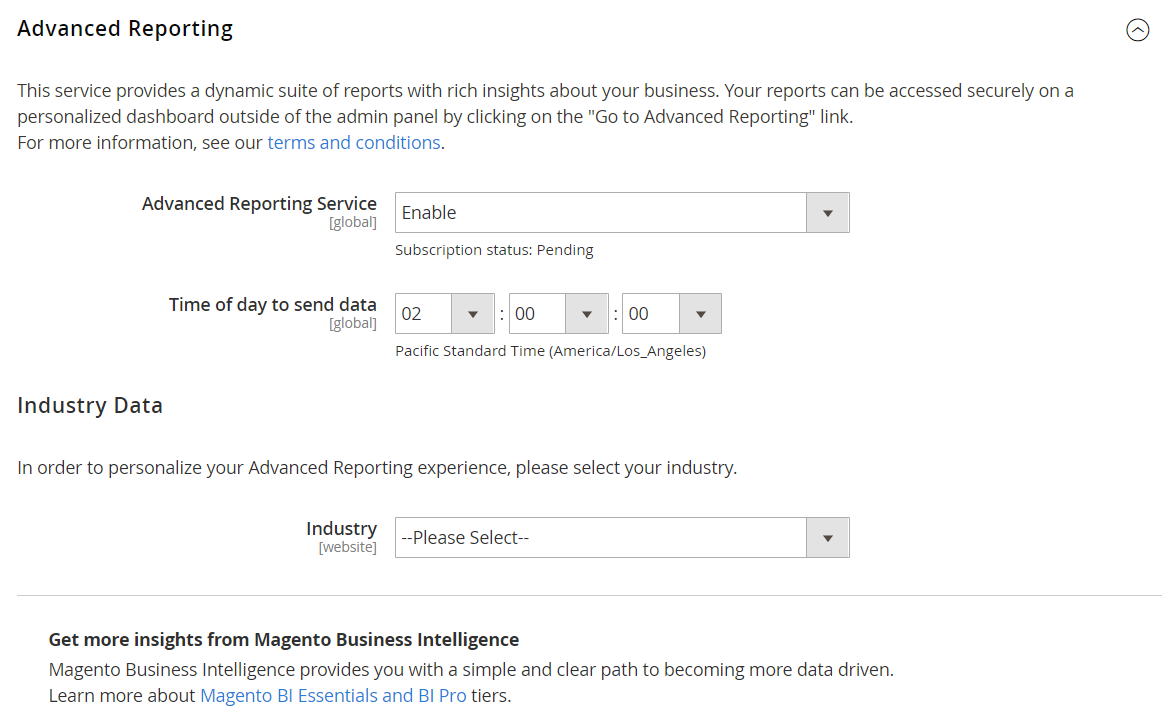 Advanced Reporting
This service provides a dynamic suite of reports with rich insights about your business. Your reports can be accessed securely on a
personalized dashboard outside of the admin panel by clicking on the "Go to Advanced Reporting" link.
For more information, see our terms and conditions.
Advanced Reporting Service
[global]
Enable
Subscription status: Pending
Time of day to send data
[global]
02 : 00 : 00
Pacific Standard Time (America/Los_Angeles)
Industry Data
In order to personalize your Advanced Reporting experience, please select your industry.
Industry
[website]
--Please Select--
Get more insights from Magento Business Intelligence
Magento Business Intelligence provides you with a simple and clear path to becoming more data driven.
Learn more about Magento BI Essentials and BI Pro tiers.